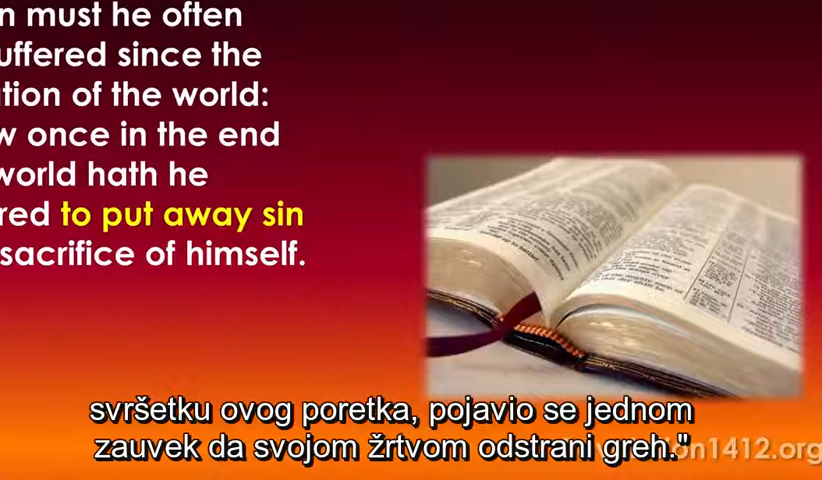 n must he often
uffered since the
tion of the world:
w once in the end
world hath he
red to put away sin
sacrifice of himself.
svršetku ovog poretka, pojavio se jednom
zauvek da svojom žrtvom odstrani greh."
on1412.org